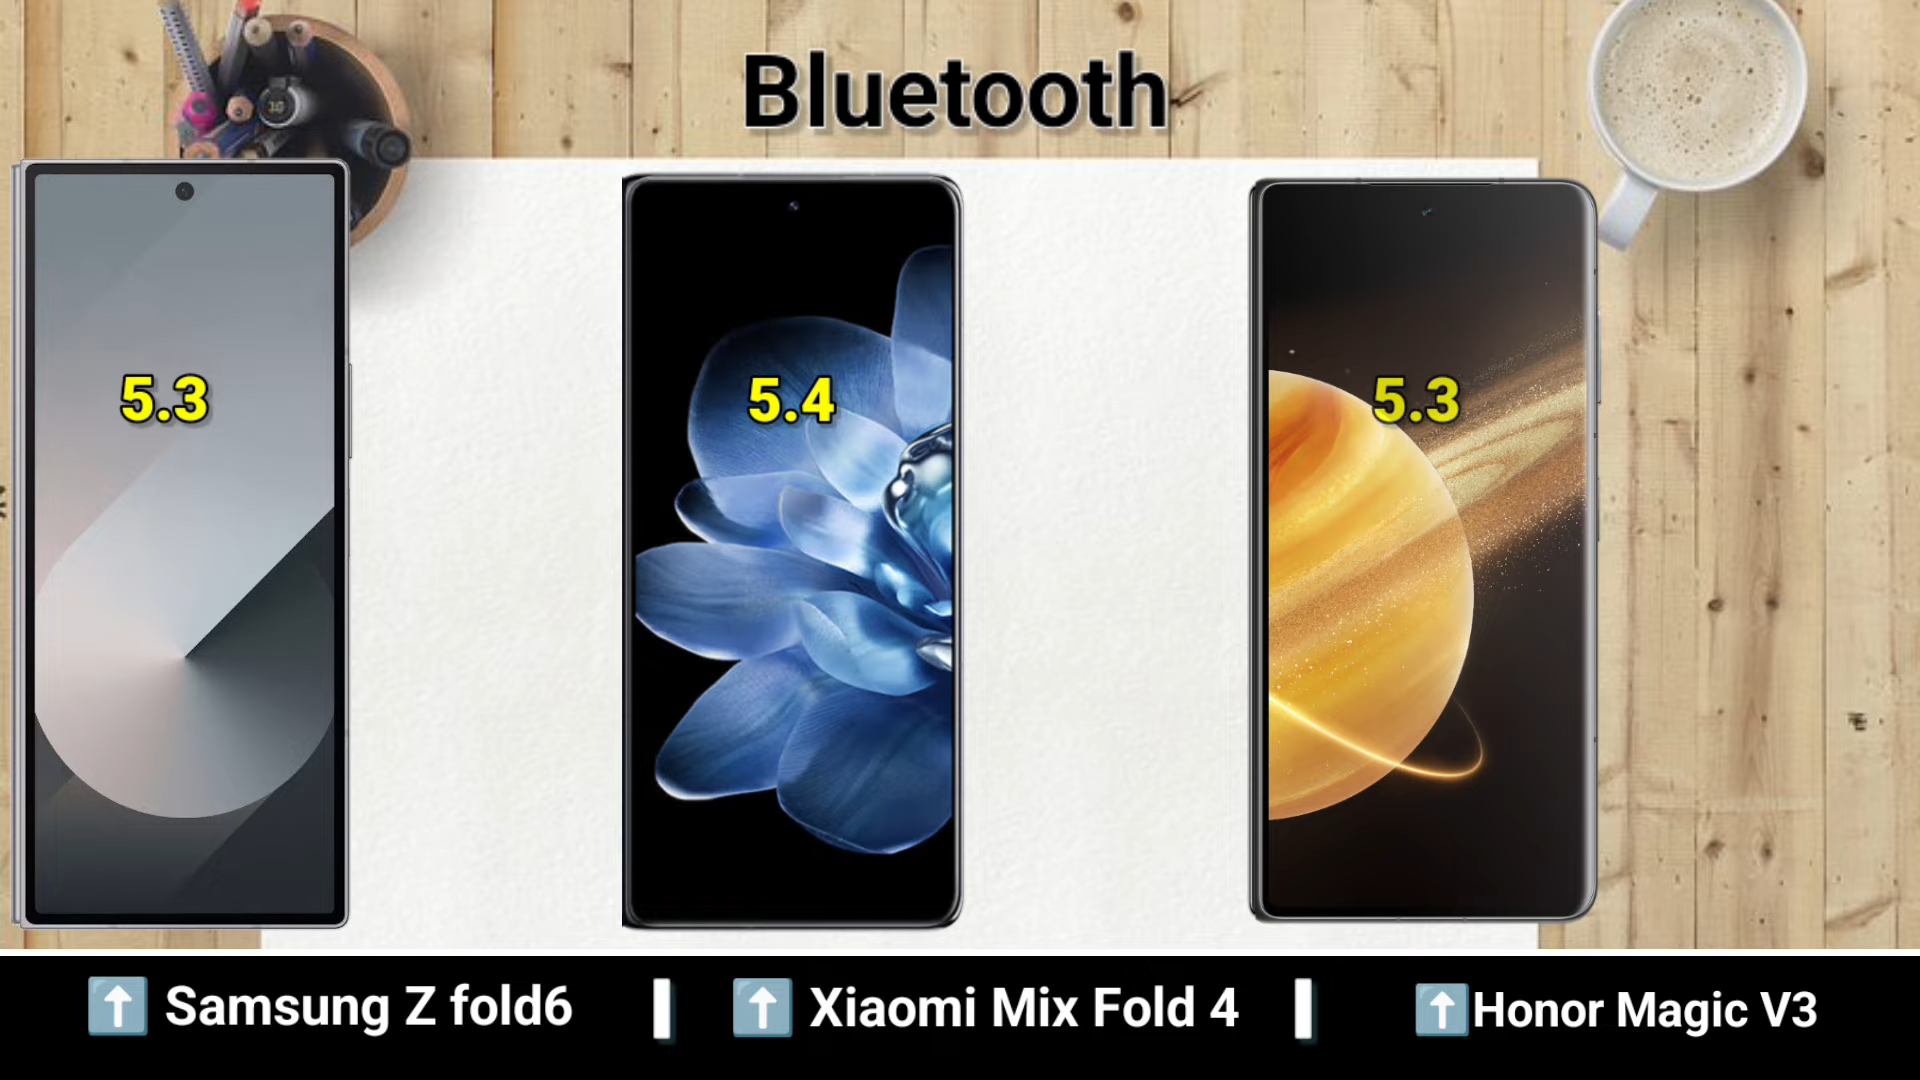 Bluetooth
5.3
5.4
5.3
⬆️ Samsung Z fold6 | ⬆️ Xiaomi Mix Fold 4 | ⬆️ Honor Magic V3